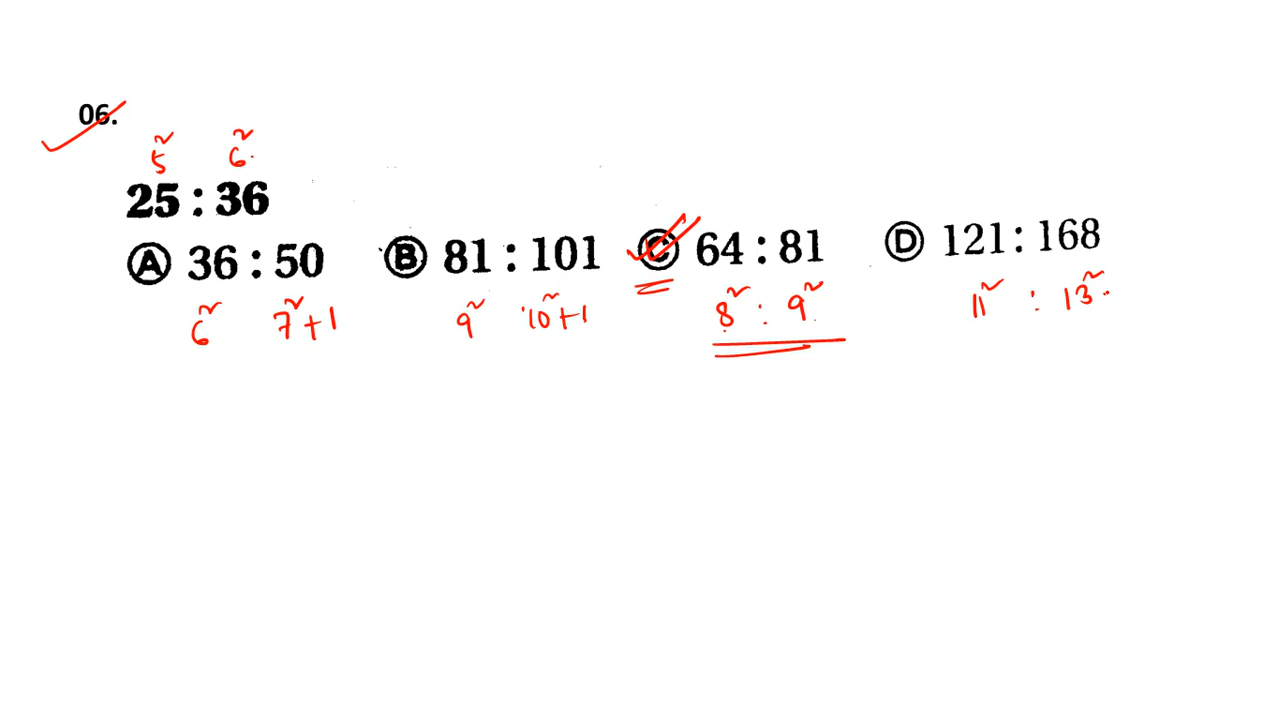 06.
5² 6²
25 : 36
A 36 : 50 B 81 : 101 C 64 : 81 D 121 : 168
6² 7²+1 9² 10²+1 8² : 9² 11² : 13²